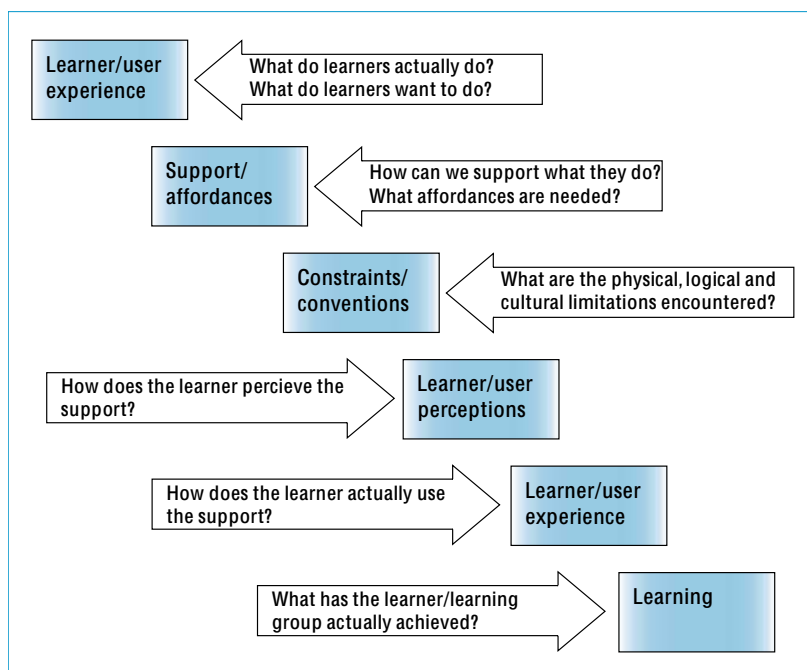 Learner/user
experience
What do learners actually do?
What do learners want to do?
Support/
affordances
How can we support what they do?
What affordances are needed?
Constraints/
conventions
What are the physical, logical and
cultural limitations encountered?
How does the learner percieve the
support?
Learner/user
perceptions
How does the learner actually use
the support?
Learner/user
experience
What has the learner/learning
group actually achieved?
Learning